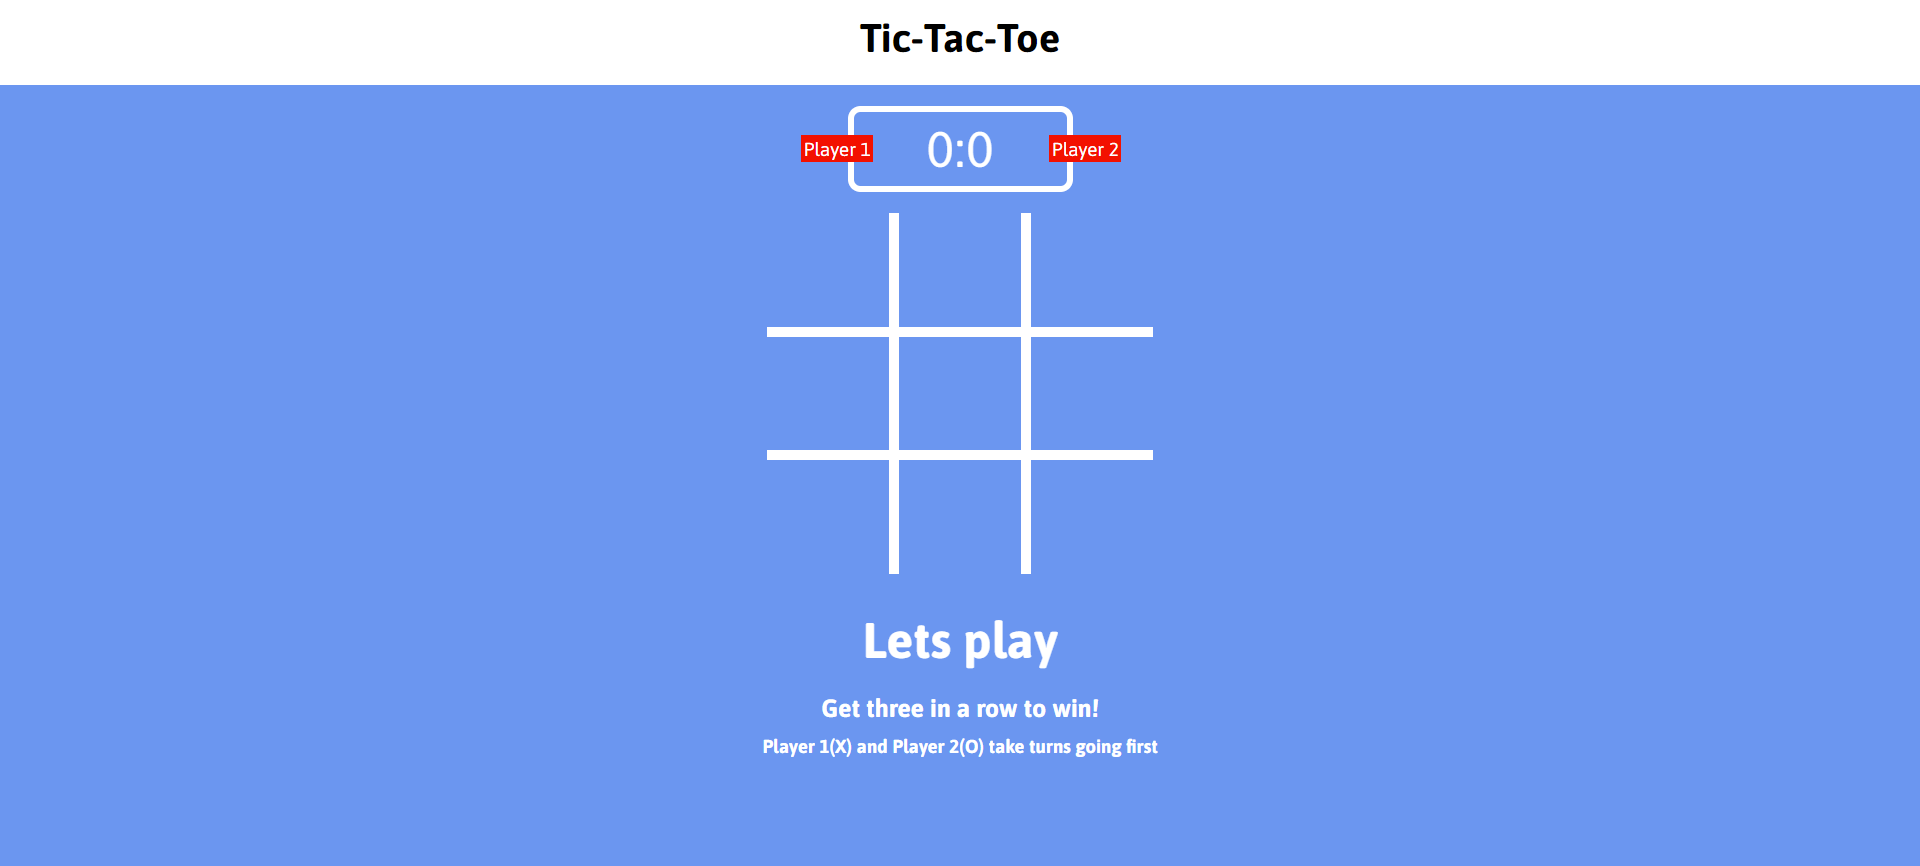 Tic-Tac-Toe
Player 1 0:0 Player 2
Lets play
Get three in a row to win!
Player 1(X) and Player 2(O) take turns going first